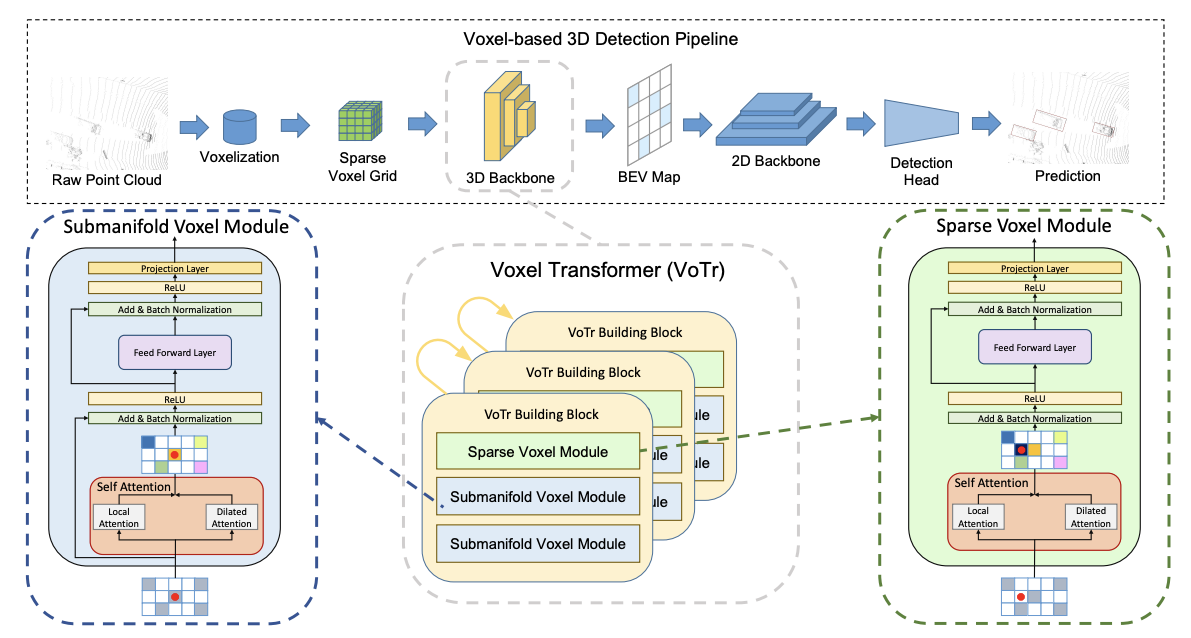 Voxel-based 3D Detection Pipeline
Raw Point Cloud
Voxelization
Sparse
Voxel Grid
3D Backbone
BEV Map
2D Backbone
Detection
Head
Prediction
Submanifold Voxel Module
Projection Layer
ReLU
Add & Batch Normalization
Feed Forward Layer
ReLU
Add & Batch Normalization
Self Attention
Local
Attention
Dilated
Attention
Voxel Transformer (VoTr)
VoTr Building Block
VoTr Building Block
VoTr Building Block
Sparse Voxel Module
Submanifold Voxel Module
Submanifold Voxel Module
ule
ule
ule
ule
Sparse Voxel Module
Projection Layer
ReLU
Add & Batch Normalization
Feed Forward Layer
ReLU
Add & Batch Normalization
Self Attention
Local
Attention
Dilated
Attention